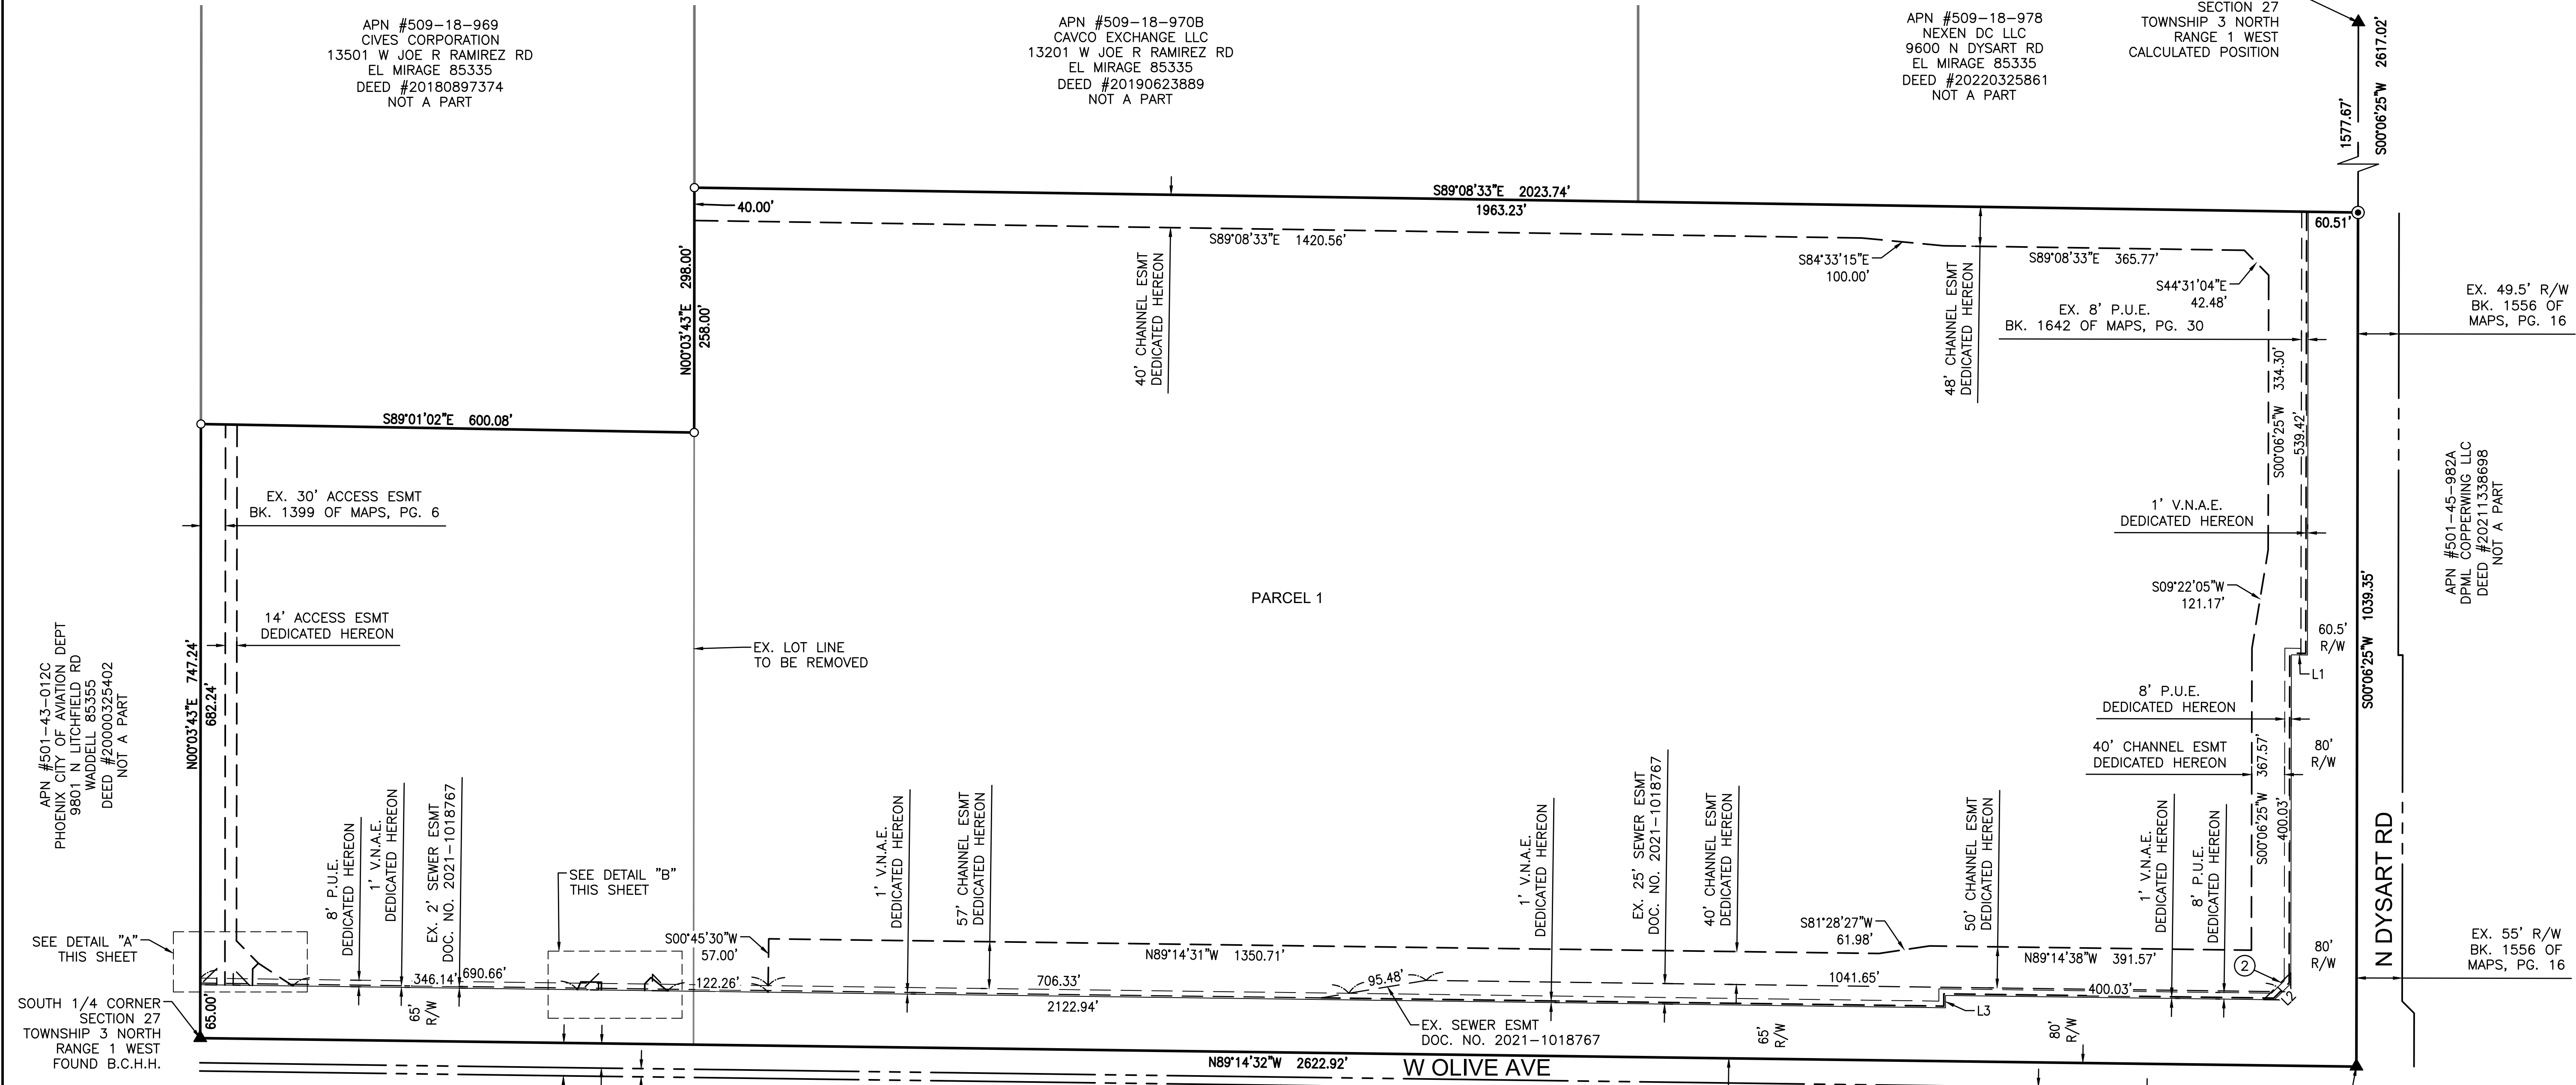 APN #509-18-969
CIVES CORPORATION
13501 W JOE R RAMIREZ RD
EL MIRAGE 85335
DEED #20180897374
NOT A PART
APN #509-18-970B
CAVCO EXCHANGE LLC
13201 W JOE R RAMIREZ RD
EL MIRAGE 85335
DEED #20190623889
NOT A PART
APN #509-18-978
NEXEN DC LLC
9600 N DYSART RD
EL MIRAGE 85335
DEED #20220325861
NOT A PART
SECTION 27
TOWNSHIP 3 NORTH
RANGE 1 WEST
CALCULATED POSITION
1577.67'
S00°06'25"W 2617.02'
S89°08'33"E 2023.74'
1963.23'
40.00'
60.51'
S89°08'33"E 1420.56'
S84°33'15"E
100.00'
S89°08'33"E 365.77'
S44°31'04"E
42.48'
40' CHANNEL ESMT
DEDICATED HEREON
48' CHANNEL ESMT
DEDICATED HEREON
EX. 8' P.U.E.
BK. 1642 OF MAPS, PG. 30
EX. 49.5' R/W
BK. 1556 OF
MAPS, PG. 16
N00°03'43"E 298.00'
258.00'
S00°06'25"W 334.30'
539.42'
S89°01'02"E 600.08'
EX. 30' ACCESS ESMT
BK. 1399 OF MAPS, PG. 6
14' ACCESS ESMT
DEDICATED HEREON
1' V.N.A.E.
DEDICATED HEREON
APN #501-45-982A
DPML COPPERWING LLC
DEED #20211338698
NOT A PART
PARCEL 1
S09°22'05"W
121.17'
S00°06'25"W 1039.35'
60.5'
R/W
L1
EX. LOT LINE
TO BE REMOVED
APN #501-43-012C
PHOENIX CITY OF AVIATION DEPT
9801 N LITCHFIELD RD
WADDELL 85355
DEED #20000325402
NOT A PART
N00°03'43"E 747.24'
682.24'
8' P.U.E.
DEDICATED HEREON
40' CHANNEL ESMT
DEDICATED HEREON
80'
R/W
S00°06'25"W 367.57'
400.03'
8' P.U.E.
DEDICATED HEREON
1' V.N.A.E.
DEDICATED HEREON
EX. 2' SEWER ESMT
DOC. NO. 2021-1018767
SEE DETAIL "B"
THIS SHEET
1' V.N.A.E.
DEDICATED HEREON
57' CHANNEL ESMT
DEDICATED HEREON
1' V.N.A.E.
DEDICATED HEREON
EX. 25' SEWER ESMT
DOC. NO. 2021-1018767
40' CHANNEL ESMT
DEDICATED HEREON
50' CHANNEL ESMT
DEDICATED HEREON
1' V.N.A.E.
DEDICATED HEREON
8' P.U.E.
DEDICATED HEREON
N DYSART RD
SEE DETAIL "A"
THIS SHEET
S00°45'30"W
57.00'
N89°14'31"W 1350.71'
S81°28'27"W
61.98'
N89°14'38"W 391.57'
2
80'
R/W
EX. 55' R/W
BK. 1556 OF
MAPS, PG. 16
346.14'
690.66'
122.26'
706.33'
95.48'
1041.65'
400.03'
L2
2122.94'
L3
SOUTH 1/4 CORNER
SECTION 27
TOWNSHIP 3 NORTH
RANGE 1 WEST
FOUND B.C.H.H.
65.00'
65'
R/W
EX. SEWER ESMT
DOC. NO. 2021-1018767
65'
R/W
80'
R/W
N89°14'32"W 2622.92'
W OLIVE AVE